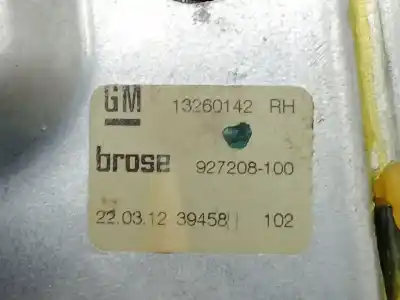 GM 13260142 RH
brose 927208-100
22.03.12 39458 102